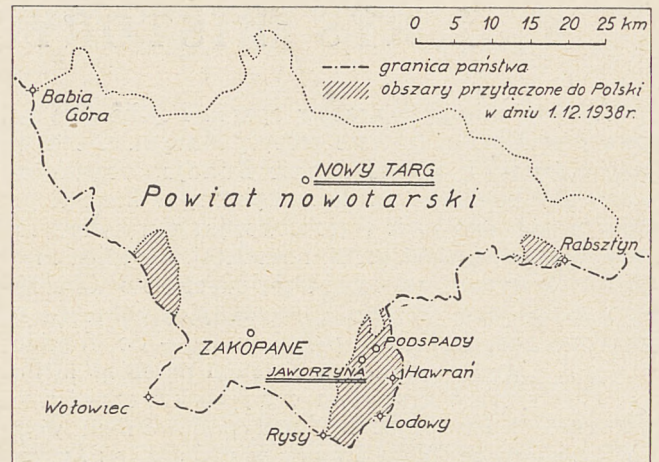 0 5 10 15 20 25 km
granica państwa
obszary przyłączone do Polski
w dniu 1.12.1938r.
Babia
Góra
NOWY TARG
Powiat nowotarski
Rabsztyn
ZAKOPANE
PODSPADY
JAWORZYNA
Hawrań
Wołowiec
Lodowy
Rysy